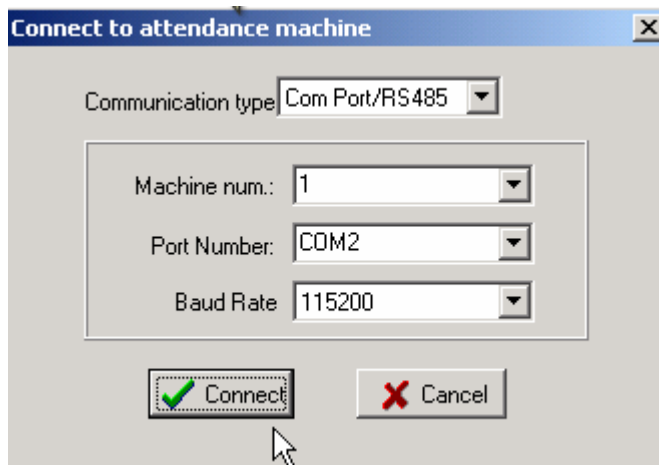 Connect to attendance machine
Communication type Com Port/RS485
Machine num.: 1
Port Number: COM2
Baud Rate 115200
Connect Cancel